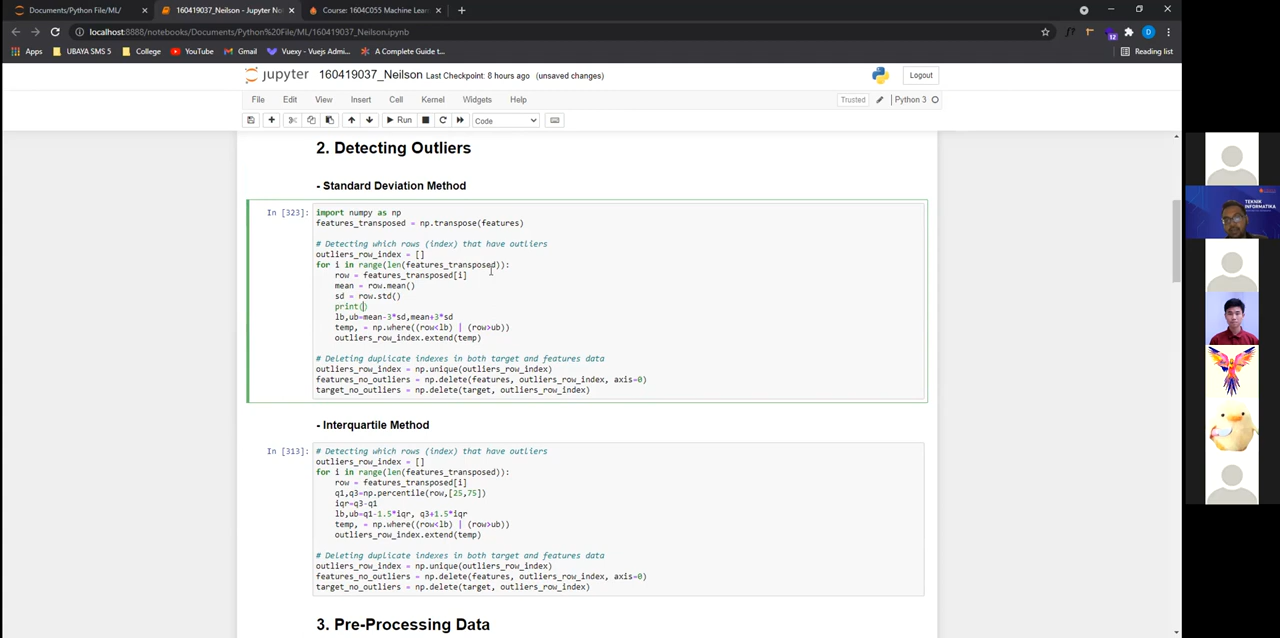 Documents/Python File/ML/
160419037_Neilson - Jupyter No
Course: 1604C055 Machine Lear
localhost:8888/notebooks/Documents/Python%20File/ML/160419037_Neilson.ipynb
12
D
Apps
UBAYA SMS 5
College
YouTube
Gmail
Vuexy - Vuejs Admi...
A Complete Guide t...
Reading list
jupyter
160419037_Neilson Last Checkpoint: 8 hours ago (unsaved changes)
Logout
File Edit View Insert Cell Kernel Widgets Help
Trusted
Python 3
Run
Code
2. Detecting Outliers
- Standard Deviation Method
In [323]:
import numpy as np
features_transposed = np.transpose(features)
# Detecting which rows (index) that have outliers
outliers_row_index = []
for i in range(len(features_transposed)):
row = features_transposed[i]
mean = row.mean()
sd = row.std()
print()
lb,ub=mean-3*sd,mean+3*sd
temp, = np.where((row<lb) | (row>ub))
outliers_row_index.extend(temp)
# Deleting duplicate indexes in both target and features data
outliers_row_index = np.unique(outliers_row_index)
features_no_outliers = np.delete(features, outliers_row_index, axis=0)
target_no_outliers = np.delete(target, outliers_row_index)
- Interquartile Method
In [313]:
# Detecting which rows (index) that have outliers
outliers_row_index = []
for i in range(len(features_transposed)):
row = features_transposed[i]
q1,q3=np.percentile(row,[25,75])
iqr=q3-q1
lb,ub=q1-1.5*iqr, q3+1.5*iqr
temp, = np.where((row<lb) | (row>ub))
outliers_row_index.extend(temp)
# Deleting duplicate indexes in both target and features data
outliers_row_index = np.unique(outliers_row_index)
features_no_outliers = np.delete(features, outliers_row_index, axis=0)
target_no_outliers = np.delete(target, outliers_row_index)
3. Pre-Processing Data
TEKNIK
INFORMATIKA